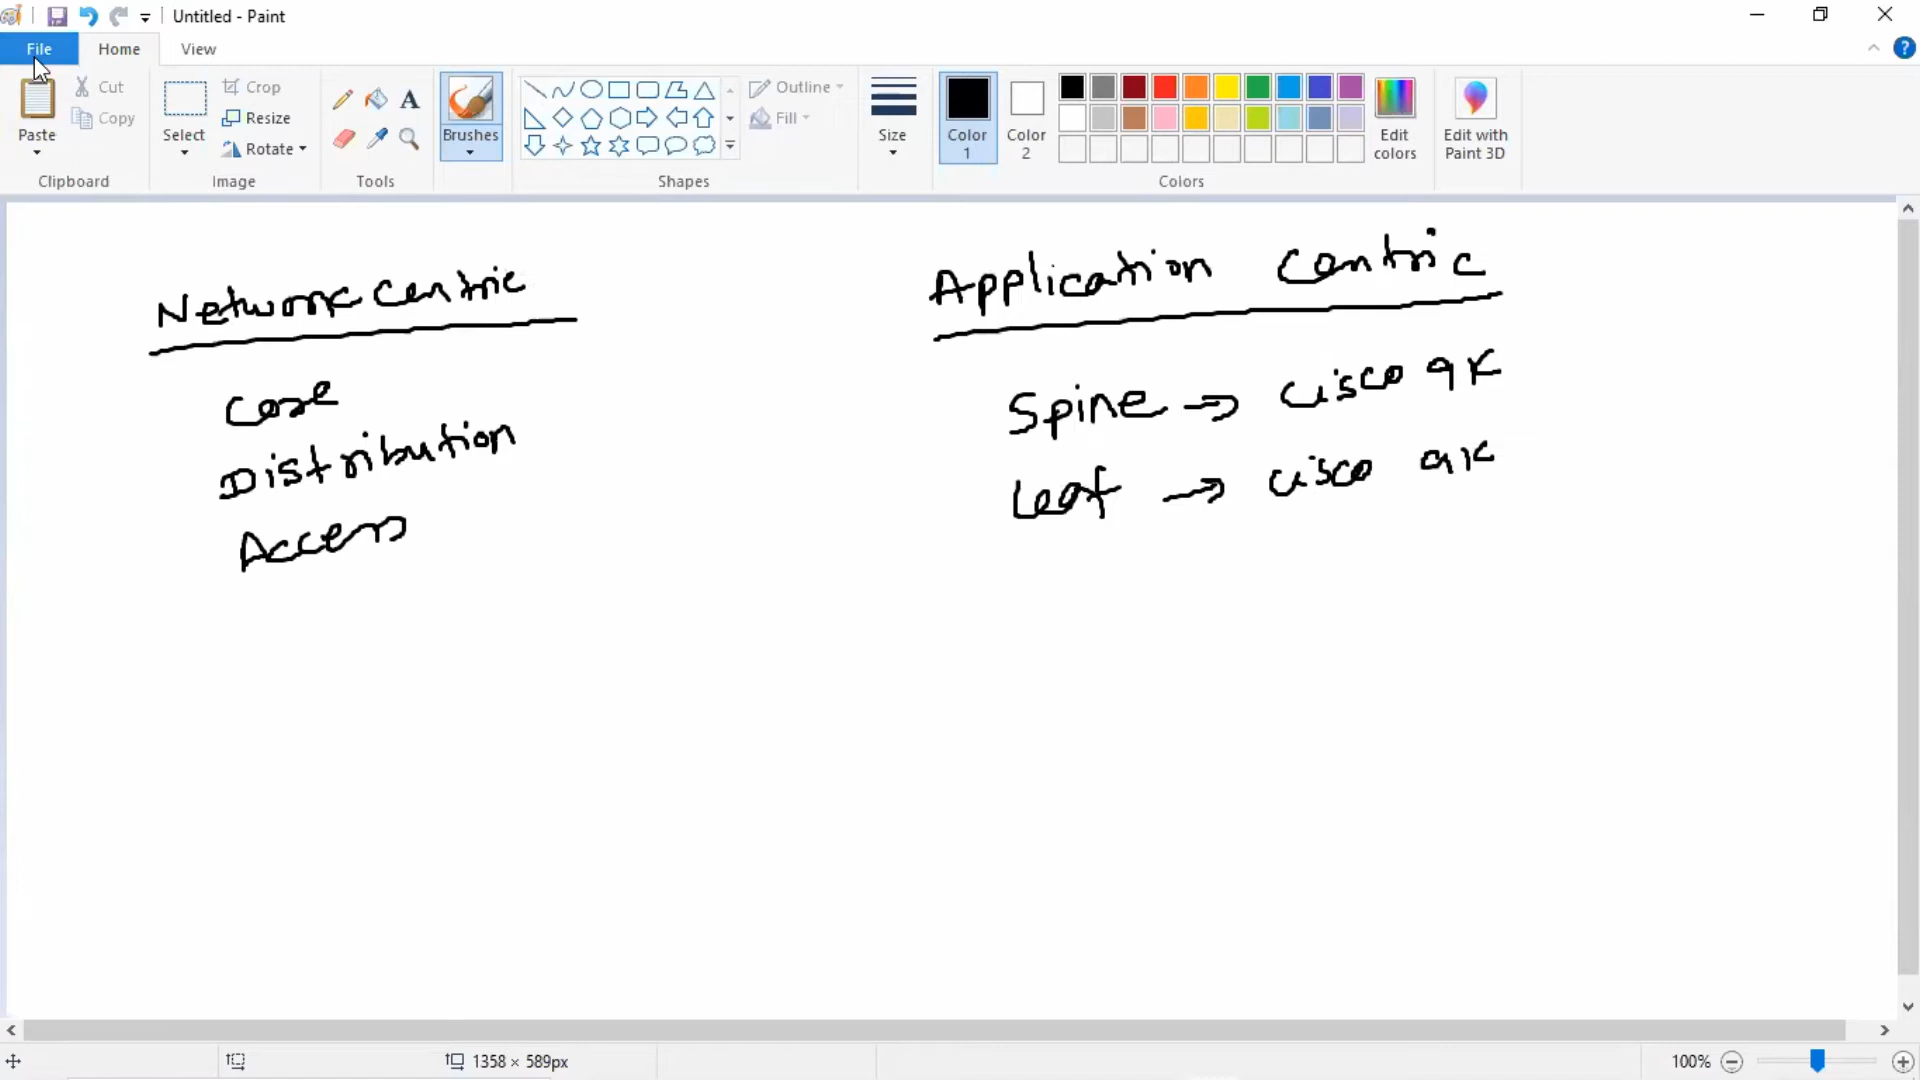 Untitled - Paint
File Home View
Paste Cut Copy Clipboard
Select Crop Resize Rotate Image
Tools
Brushes
Outline Fill Shapes
Size
Color 1
Color 2
Edit colors
Colors
Edit with Paint 3D
Network Centric
Core
Distribution
Access
Application Centric
Spine → Cisco 9K
Leaf → Cisco 9K
1358 × 589px
100%